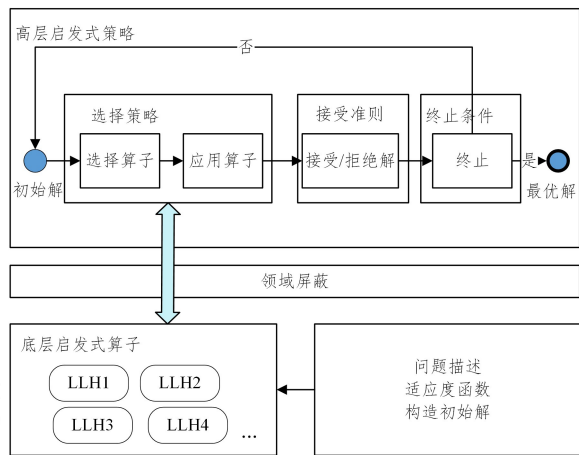 高层启发式策略
否
选择策略
接受准则
终止条件
选择算子
应用算子
接受/拒绝解
终止
是
初始解
最优解
领域屏蔽
底层启发式算子
LLH1
LLH2
LLH3
LLH4
...
问题描述
适应度函数
构造初始解